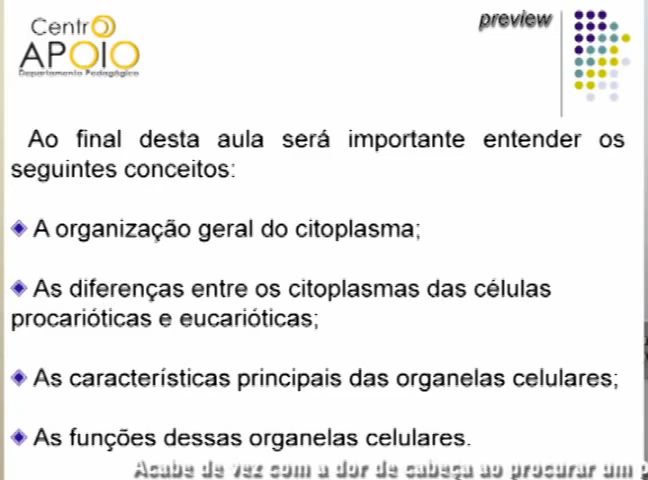 preview
Centro
APOIO
Departamento Pedagógico
Ao final desta aula será importante entender os
seguintes conceitos:
A organização geral do citoplasma;
As diferenças entre os citoplasmas das células
procarióticas e eucarióticas;
As características principais das organelas celulares;
As funções dessas organelas celulares.
Acabe de vez com a dor de cabeça ao procurar um p